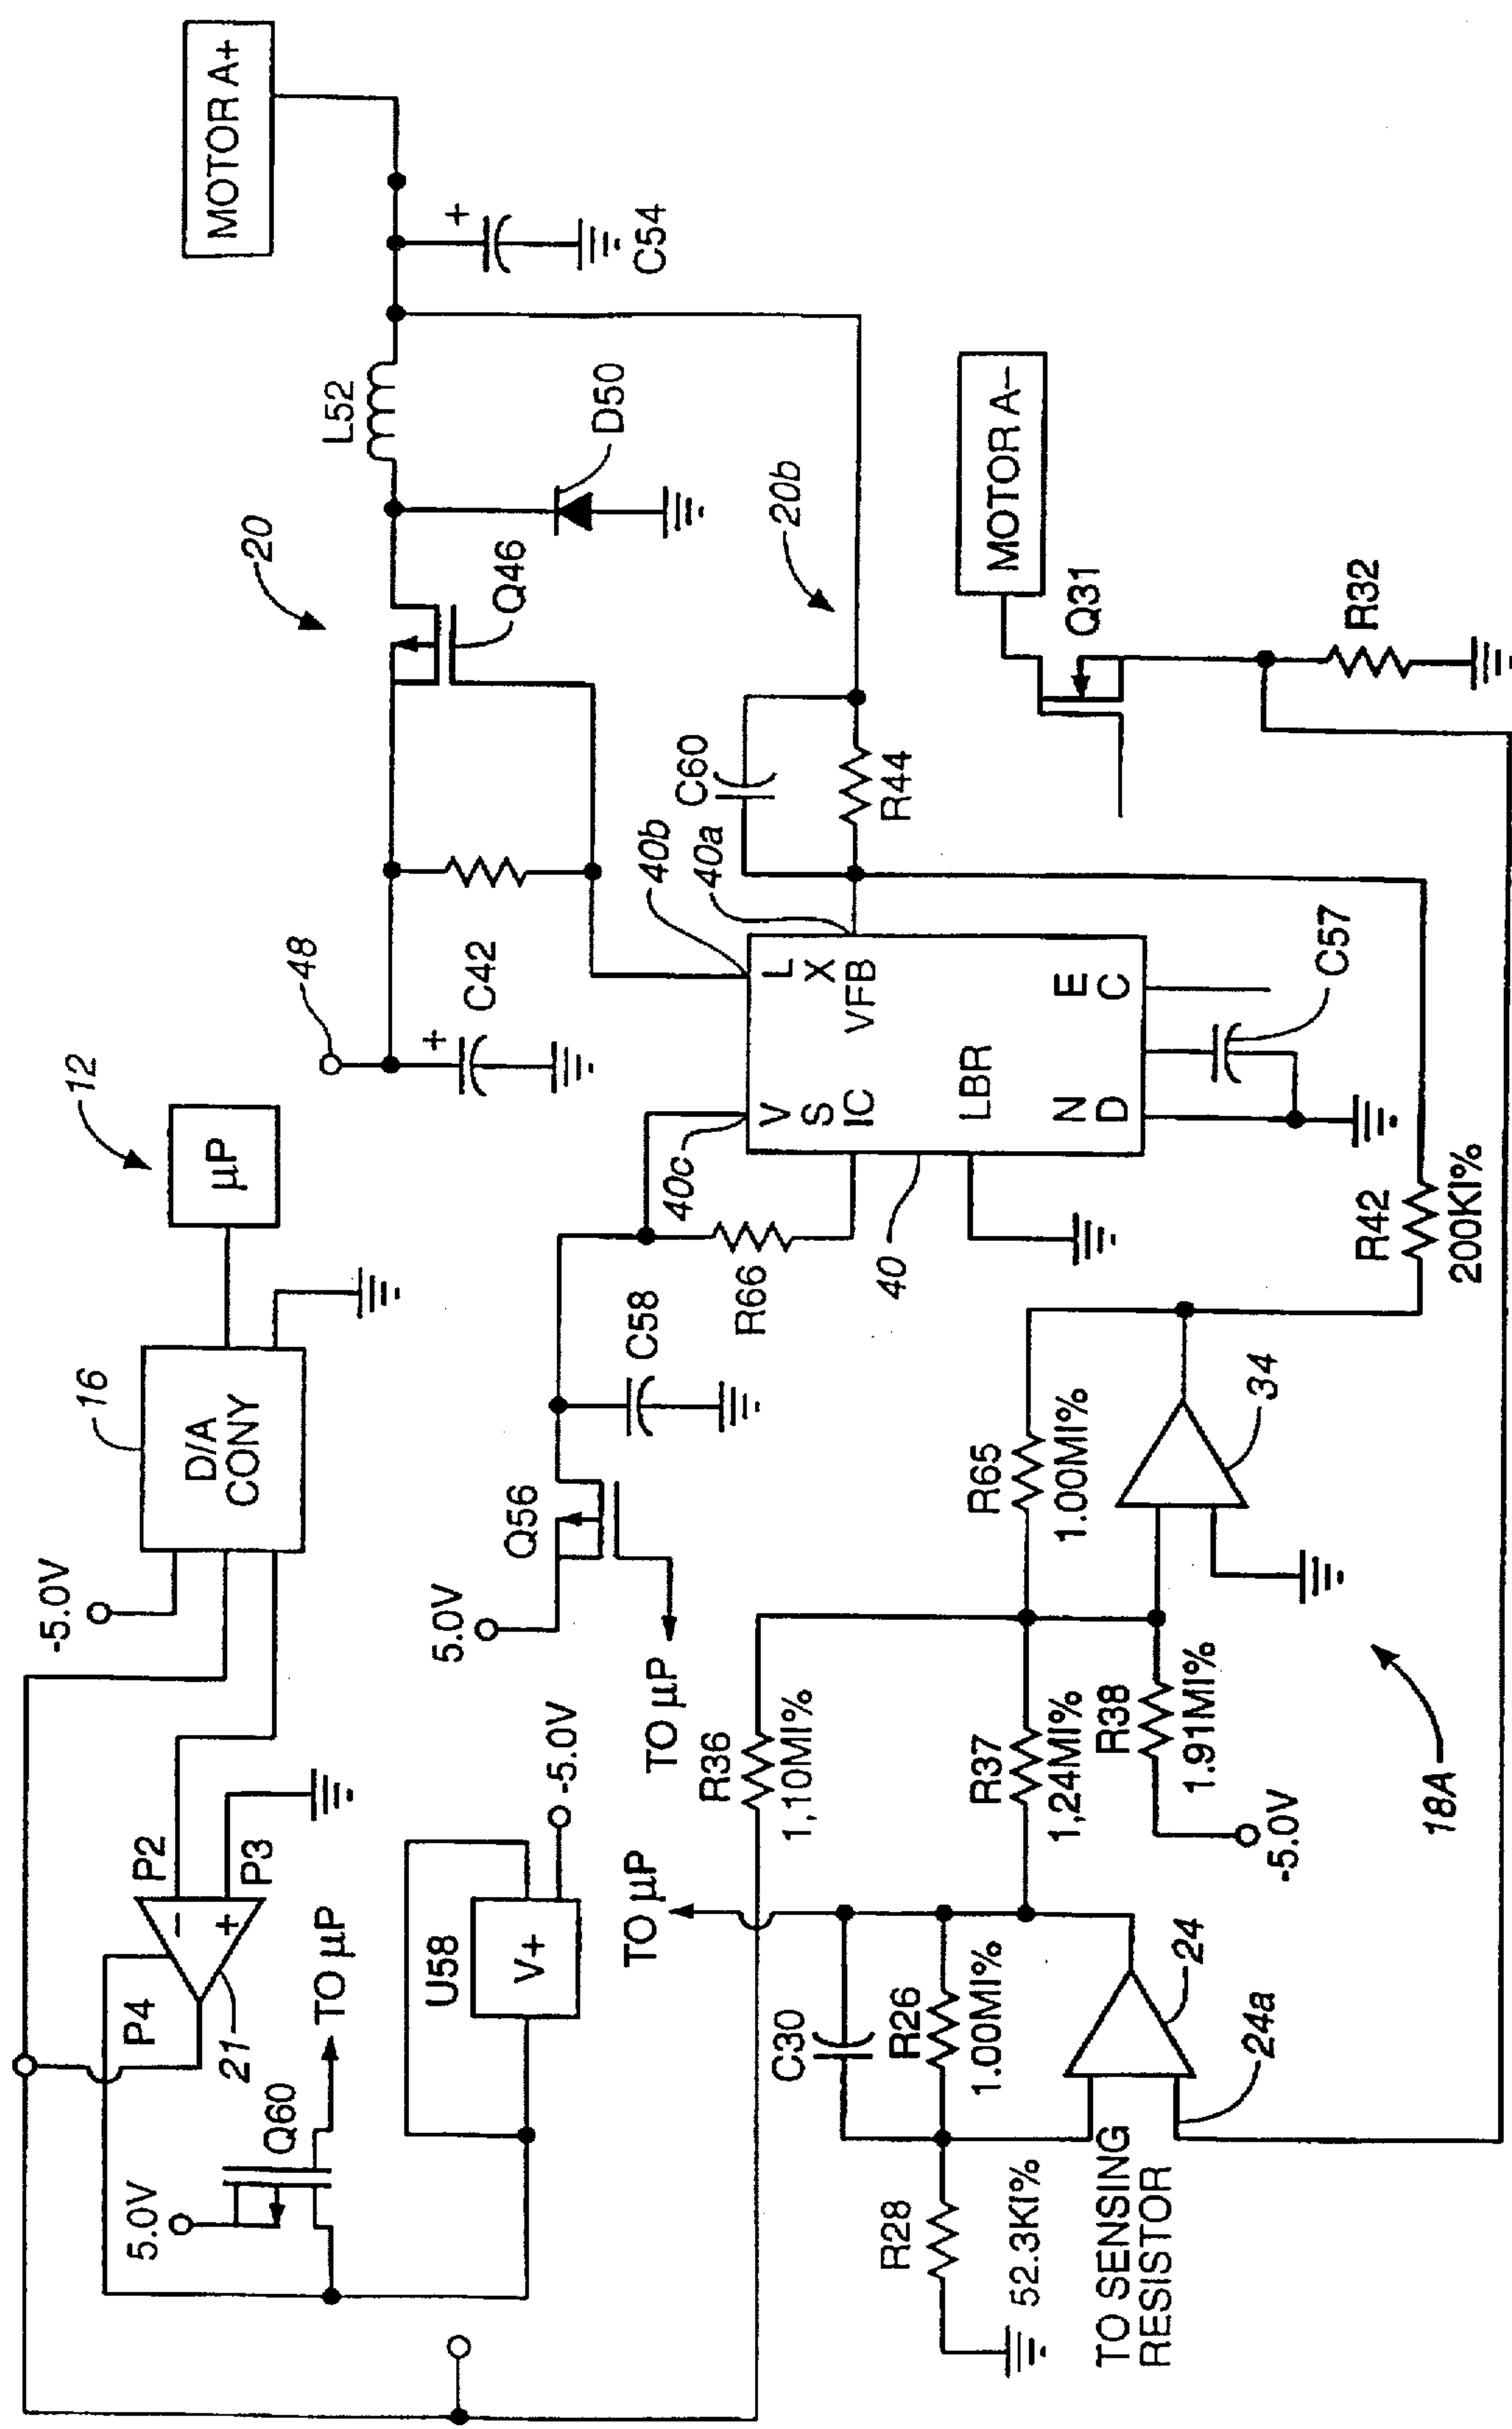 12
μP
16
D/A
CONY
-5.0V
P2
P3
P4
21
5.0V
Q60
TO μP
U58
V+
-5.0V
5.0V
Q56
TO μP
C58
R66
40c
48
+
C42
20
Q46
L52
D50
+
C54
MOTOR A+
20b
C60
R44
40b
40a
V
S
IC
L
X
VFB
LBR
N
D
E
C
40
C57
MOTOR A−
Q31
R32
R42
200KI%
R36
1,10MI%
R65
1.00MI%
34
R37
1,24MI%
R38
1.91MI%
-5.0V
18A
TO μP
C30
R26
1.00MI%
24
24a
R28
52.3KI%
TO SENSING
RESISTOR
−
+